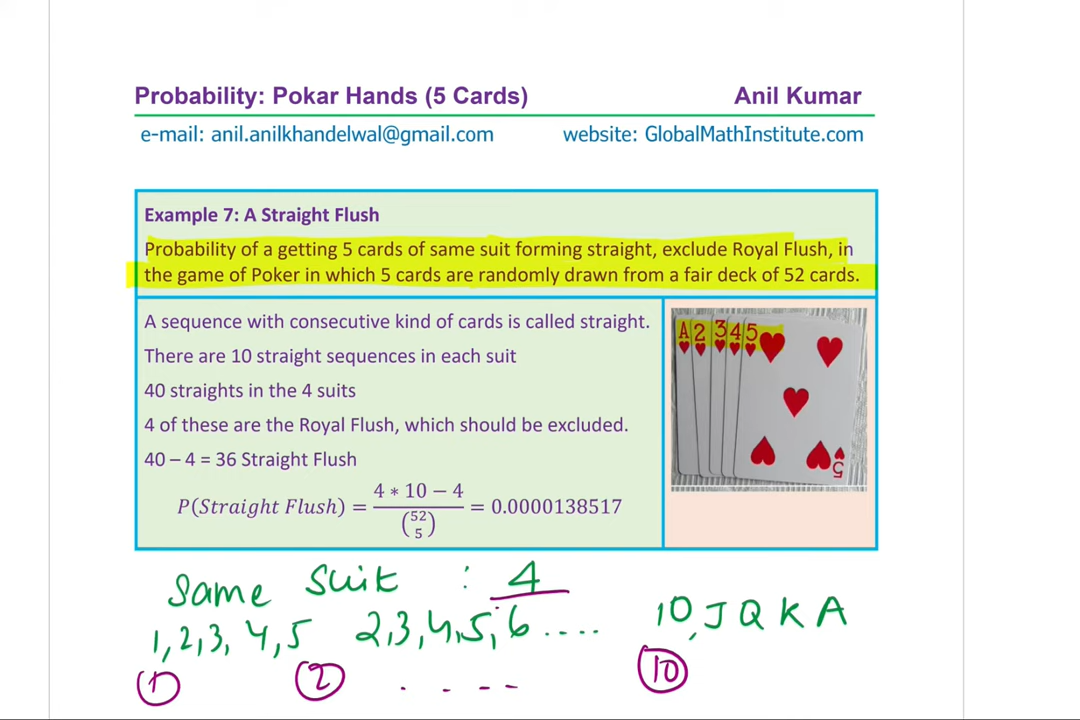 Probability: Pokar Hands (5 Cards) Anil Kumar
e-mail: anil.anilkhandelwal@gmail.com website: GlobalMathInstitute.com
Example 7: A Straight Flush
Probability of a getting 5 cards of same suit forming straight, exclude Royal Flush, in
the game of Poker in which 5 cards are randomly drawn from a fair deck of 52 cards.
A sequence with consecutive kind of cards is called straight.
There are 10 straight sequences in each suit
40 straights in the 4 suits
4 of these are the Royal Flush, which should be excluded.
40 – 4 = 36 Straight Flush
P(Straight Flush) = (4 * 10 − 4) / (52 5) = 0.0000138517
A 2 3 4 5
5
Same Suit : 4
1, 2, 3, 4, 5 2, 3, 4, 5, 6 .... 10, J Q K A
1 2 .... 10